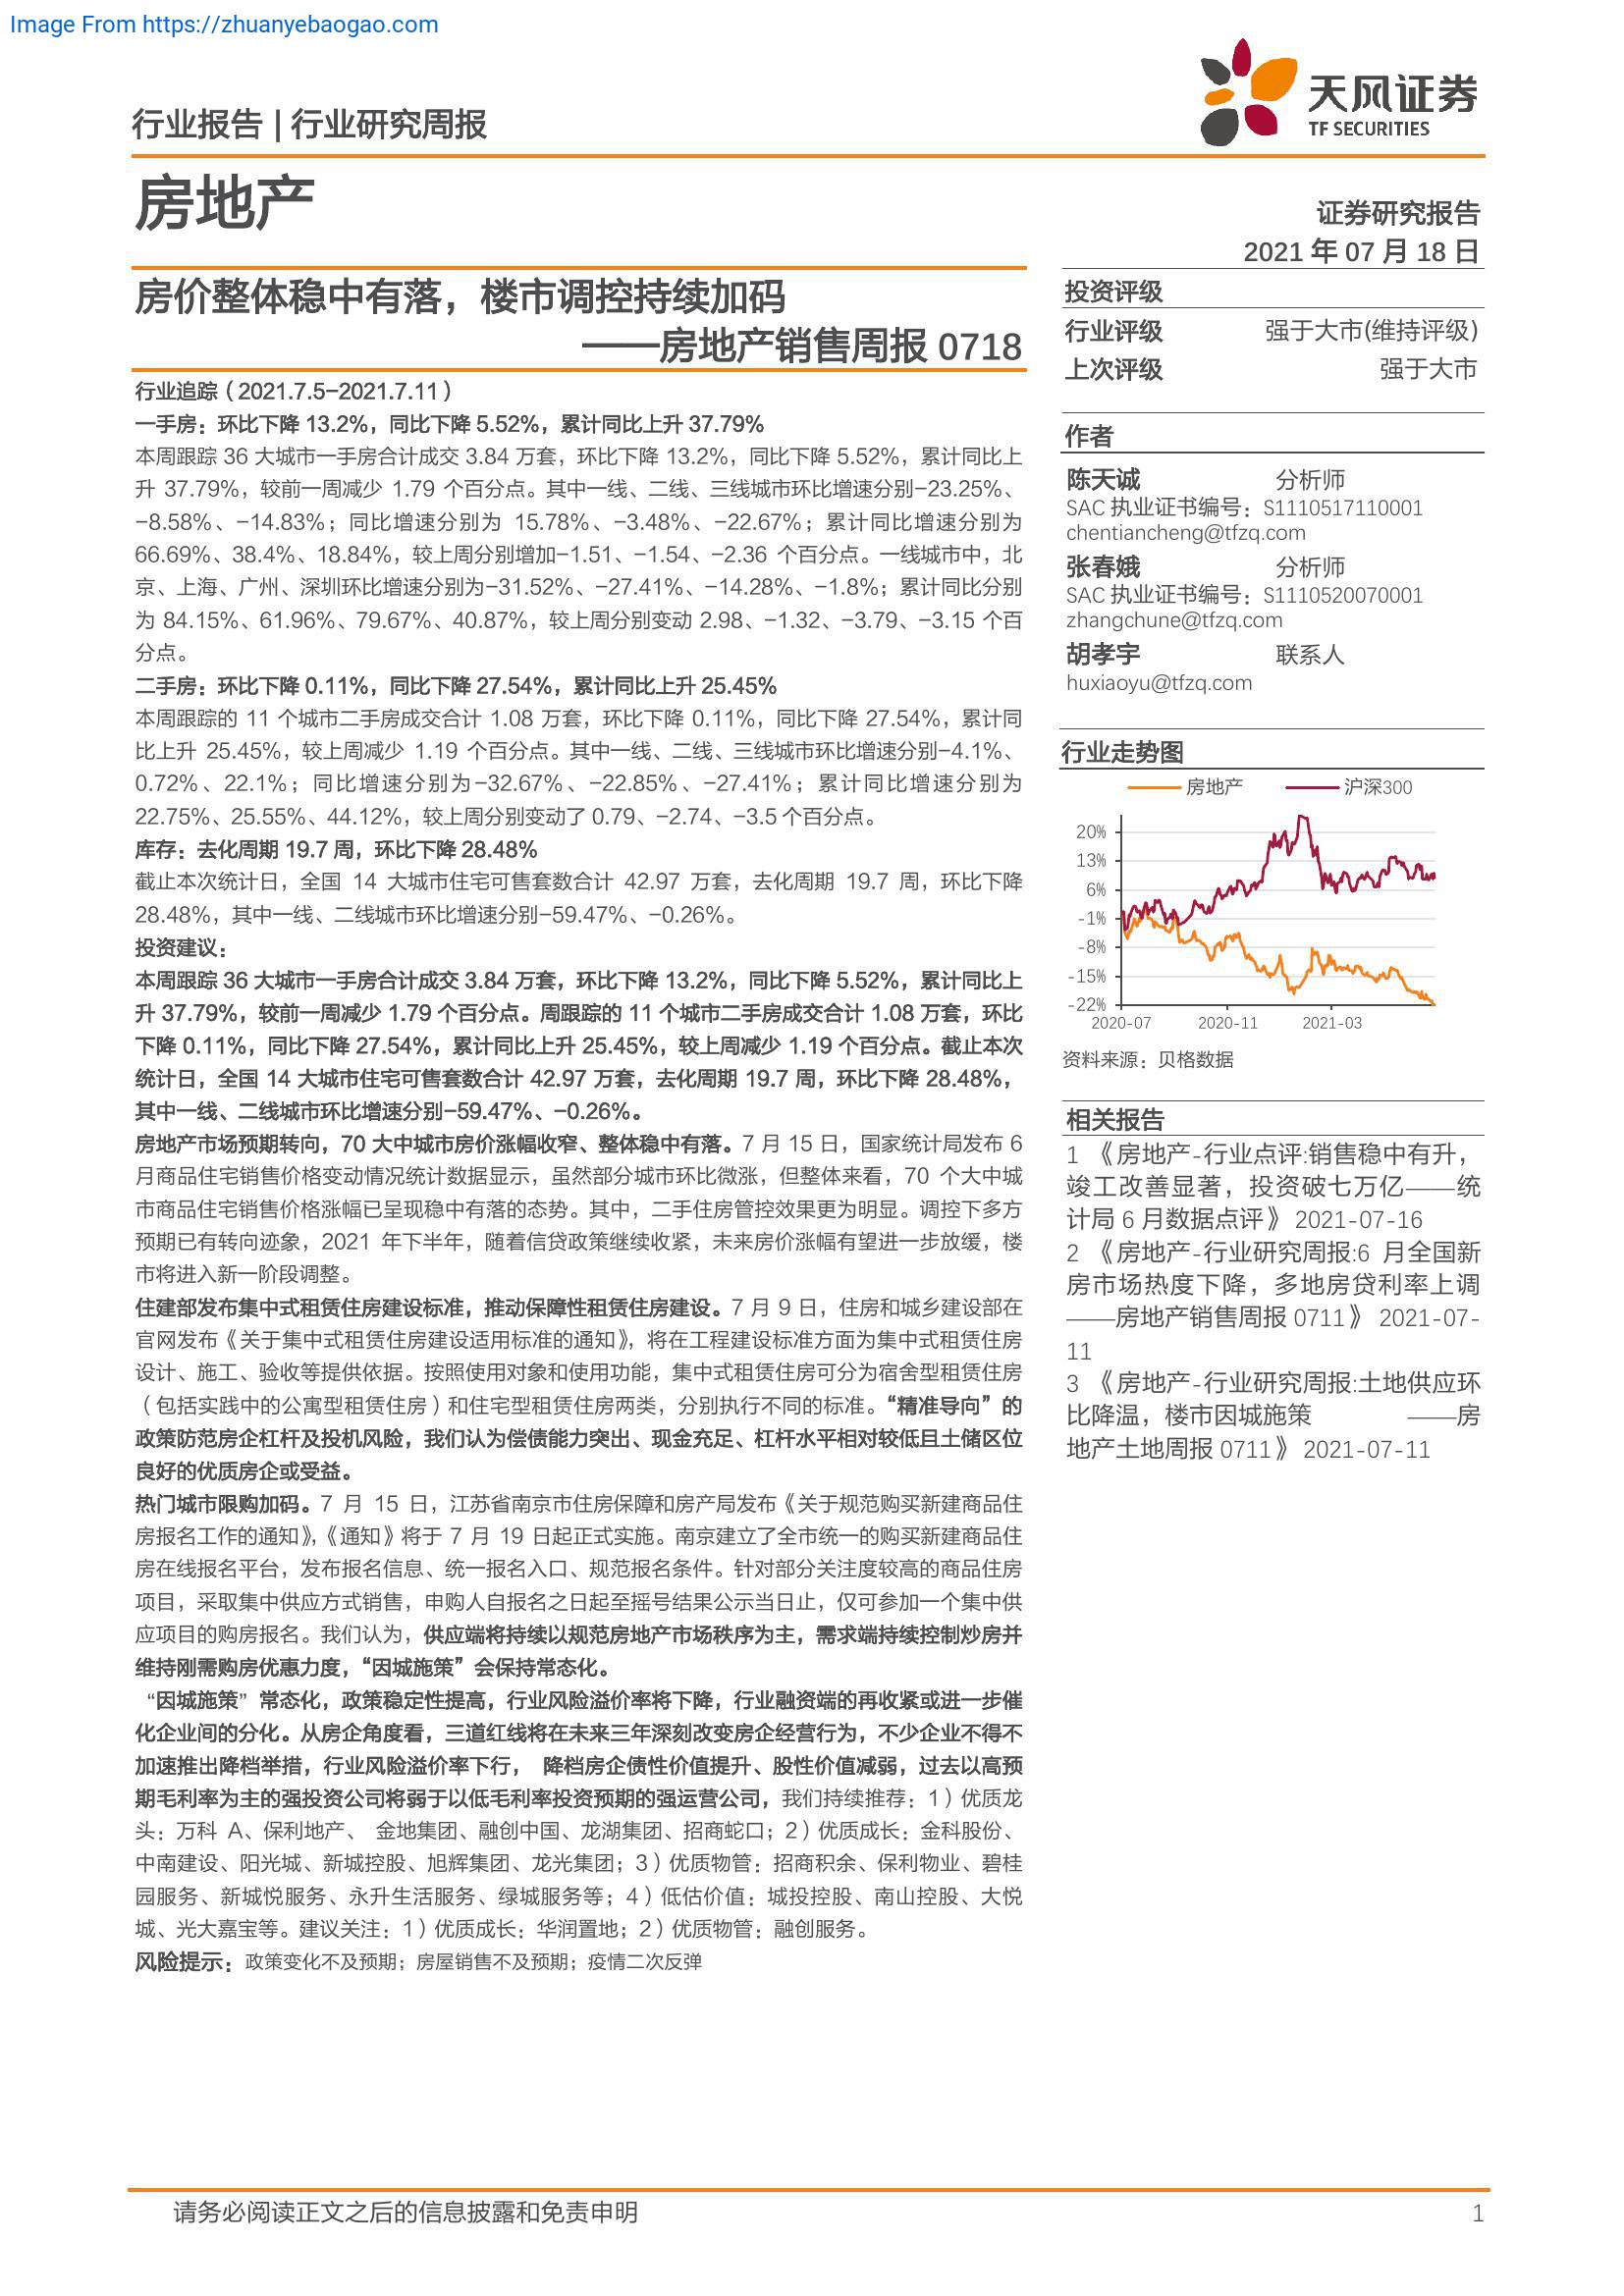 Image From https://zhuanyebaogao.com
行业报告 | 行业研究周报
天风证券
TF SECURITIES
房地产
证券研究报告
2021 年 07 月 18 日
房价整体稳中有落，楼市调控持续加码
——房地产销售周报 0718
行业追踪（2021.7.5-2021.7.11）
一手房：环比下降 13.2%，同比下降 5.52%，累计同比上升 37.79%
本周跟踪 36 大城市一手房合计成交 3.84 万套，环比下降 13.2%，同比下降 5.52%，累计同比上
升 37.79%，较前一周减少 1.79 个百分点。其中一线、二线、三线城市环比增速分别-23.25%、
-8.58%、-14.83%；同比增速分别为 15.78%、-3.48%、-22.67%；累计同比增速分别为
66.69%、38.4%、18.84%，较上周分别增加-1.51、-1.54、-2.36 个百分点。一线城市中，北
京、上海、广州、深圳环比增速分别为-31.52%、-27.41%、-14.28%、-1.8%；累计同比分别
为 84.15%、61.96%、79.67%、40.87%，较上周分别变动 2.98、-1.32、-3.79、-3.15 个百
分点。
二手房：环比下降 0.11%，同比下降 27.54%，累计同比上升 25.45%
本周跟踪的 11 个城市二手房成交合计 1.08 万套，环比下降 0.11%，同比下降 27.54%，累计同
比上升 25.45%，较上周减少 1.19 个百分点。其中一线、二线、三线城市环比增速分别-4.1%、
0.72%、22.1%；同比增速分别为-32.67%、-22.85%、-27.41%；累计同比增速分别为
22.75%、25.55%、44.12%，较上周分别变动了 0.79、-2.74、-3.5 个百分点。
库存：去化周期 19.7 周，环比下降 28.48%
截止本次统计日，全国 14 大城市住宅可售套数合计 42.97 万套，去化周期 19.7 周，环比下降
28.48%，其中一线、二线城市环比增速分别-59.47%、-0.26%。
投资建议：
本周跟踪 36 大城市一手房合计成交 3.84 万套，环比下降 13.2%，同比下降 5.52%，累计同比上
升 37.79%，较前一周减少 1.79 个百分点。周跟踪的 11 个城市二手房成交合计 1.08 万套，环比
下降 0.11%，同比下降 27.54%，累计同比上升 25.45%，较上周减少 1.19 个百分点。截止本次
统计日，全国 14 大城市住宅可售套数合计 42.97 万套，去化周期 19.7 周，环比下降 28.48%，
其中一线、二线城市环比增速分别-59.47%、-0.26%。
房地产市场预期转向，70 大中城市房价涨幅收窄、整体稳中有落。7 月 15 日，国家统计局发布 6
月商品住宅销售价格变动情况统计数据显示，虽然部分城市环比微涨，但整体来看，70 个大中城
市商品住宅销售价格涨幅已呈现稳中有落的态势。其中，二手住房管控效果更为明显。调控下多方
预期已有转向迹象，2021 年下半年，随着信贷政策继续收紧，未来房价涨幅有望进一步放缓，楼
市将进入新一阶段调整。
住建部发布集中式租赁住房建设标准，推动保障性租赁住房建设。7 月 9 日，住房和城乡建设部在
官网发布《关于集中式租赁住房建设适用标准的通知》，将在工程建设标准方面为集中式租赁住房
设计、施工、验收等提供依据。按照使用对象和使用功能，集中式租赁住房可分为宿舍型租赁住房
（包括实践中的公寓型租赁住房）和住宅型租赁住房两类，分别执行不同的标准。“精准导向”的
政策防范房企杠杆及投机风险，我们认为偿债能力突出、现金充足、杠杆水平相对较低且土储区位
良好的优质房企或受益。
热门城市限购加码。7 月 15 日，江苏省南京市住房保障和房产局发布《关于规范购买新建商品住
房报名工作的通知》，《通知》将于 7 月 19 日起正式实施。南京建立了全市统一的购买新建商品住
房在线报名平台，发布报名信息、统一报名入口、规范报名条件。针对部分关注度较高的商品住房
项目，采取集中供应方式销售，申购人自报名之日起至摇号结果公示当日止，仅可参加一个集中供
应项目的购房报名。我们认为，供应端将持续以规范房地产市场秩序为主，需求端持续控制炒房并
维持刚需购房优惠力度，“因城施策”会保持常态化。
“因城施策”常态化，政策稳定性提高，行业风险溢价率将下降，行业融资端的再收紧或进一步催
化企业间的分化。从房企角度看，三道红线将在未来三年深刻改变房企经营行为，不少企业不得不
加速推出降档举措，行业风险溢价率下行， 降档房企债性价值提升、股性价值减弱，过去以高预
期毛利率为主的强投资公司将弱于以低毛利率投资预期的强运营公司，我们持续推荐：1）优质龙
头：万科 A、保利地产、 金地集团、融创中国、龙湖集团、招商蛇口；2）优质成长：金科股份、
中南建设、阳光城、新城控股、旭辉集团、龙光集团；3）优质物管：招商积余、保利物业、碧桂
园服务、新城悦服务、永升生活服务、绿城服务等；4）低估价值：城投控股、南山控股、大悦
城、光大嘉宝等。建议关注：1）优质成长：华润置地；2）优质物管：融创服务。
风险提示：政策变化不及预期；房屋销售不及预期；疫情二次反弹
投资评级
行业评级 强于大市(维持评级)
上次评级 强于大市
作者
陈天诚 分析师
SAC 执业证书编号：S1110517110001
chentiancheng@tfzq.com
张春娥 分析师
SAC 执业证书编号：S1110520070001
zhangchune@tfzq.com
胡孝宇 联系人
huxiaoyu@tfzq.com
行业走势图
房地产 沪深300
20%
13%
6%
-1%
-8%
-15%
-22%
2020-07 2020-11 2021-03
资料来源：贝格数据
相关报告
1 《房地产-行业点评:销售稳中有升，
竣工改善显著，投资破七万亿——统
计局 6 月数据点评》 2021-07-16
2 《房地产-行业研究周报:6 月全国新
房市场热度下降，多地房贷利率上调
——房地产销售周报 0711》 2021-07-
11
3 《房地产-行业研究周报:土地供应环
比降温，楼市因城施策 ——房
地产土地周报 0711》 2021-07-11
请务必阅读正文之后的信息披露和免责申明 1